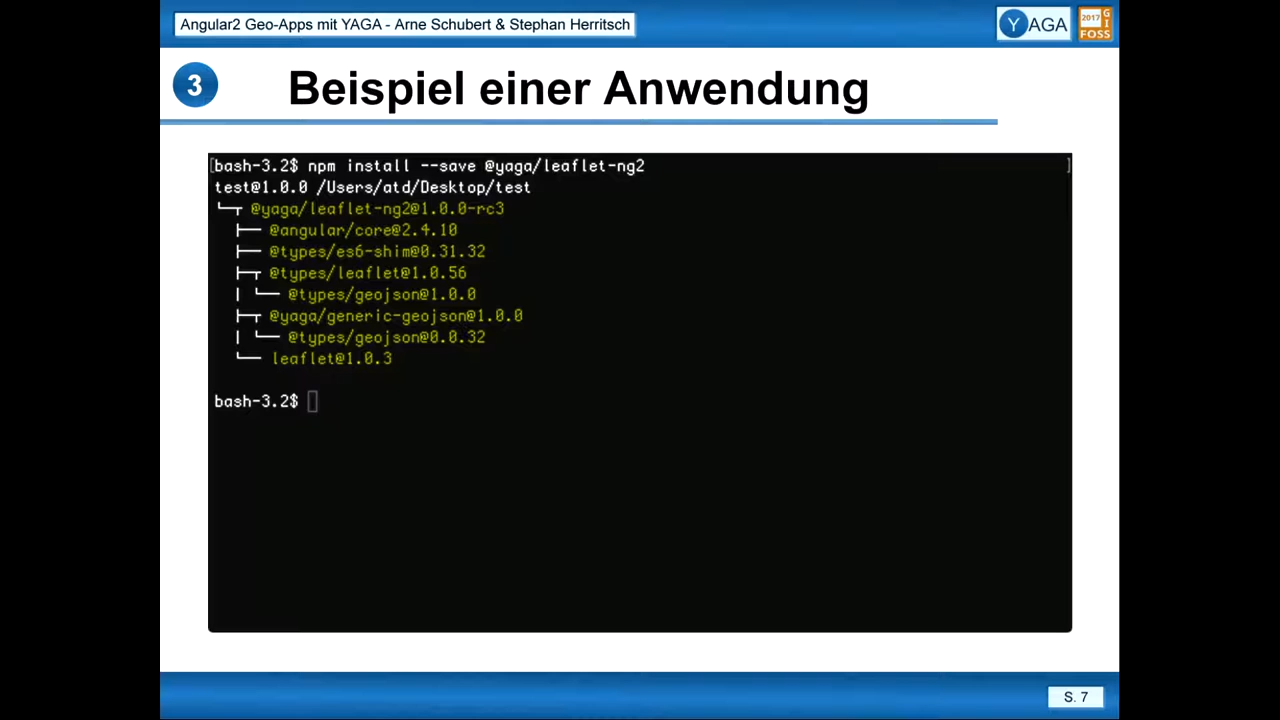 Angular2 Geo-Apps mit YAGA - Arne Schubert & Stephan Herritsch
YAGA
2017 GI
FOSS
3
Beispiel einer Anwendung
[bash-3.2$ npm install --save @yaga/leaflet-ng2 ]
test@1.0.0 /Users/atd/Desktop/test
└─┬ @yaga/leaflet-ng2@1.0.0-rc3
  ├── @angular/core@2.4.10
  ├── @types/es6-shim@0.31.32
  ├─┬ @types/leaflet@1.0.56
  | └── @types/geojson@1.0.0
  ├─┬ @yaga/generic-geojson@1.0.0
  | └── @types/geojson@0.0.32
  └── leaflet@1.0.3
bash-3.2$
S. 7